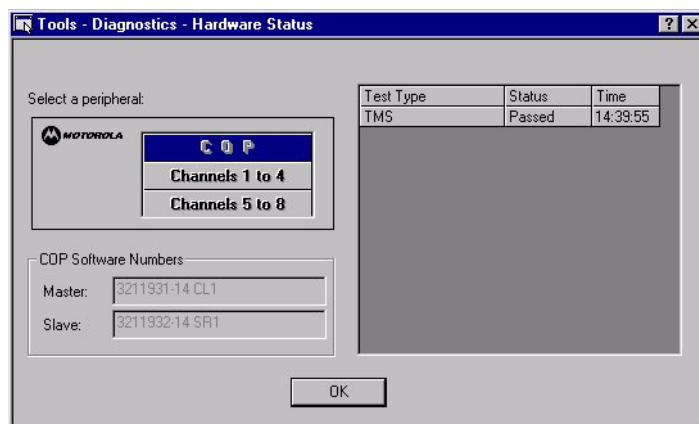 Tools - Diagnostics - Hardware Status
Select a peripheral:
MOTOROLA
C O P
Channels 1 to 4
Channels 5 to 8
COP Software Numbers
Master: 3211931-14 CL1
Slave: 3211932-14 SR1
Test Type Status Time
TMS Passed 14:39:55
OK